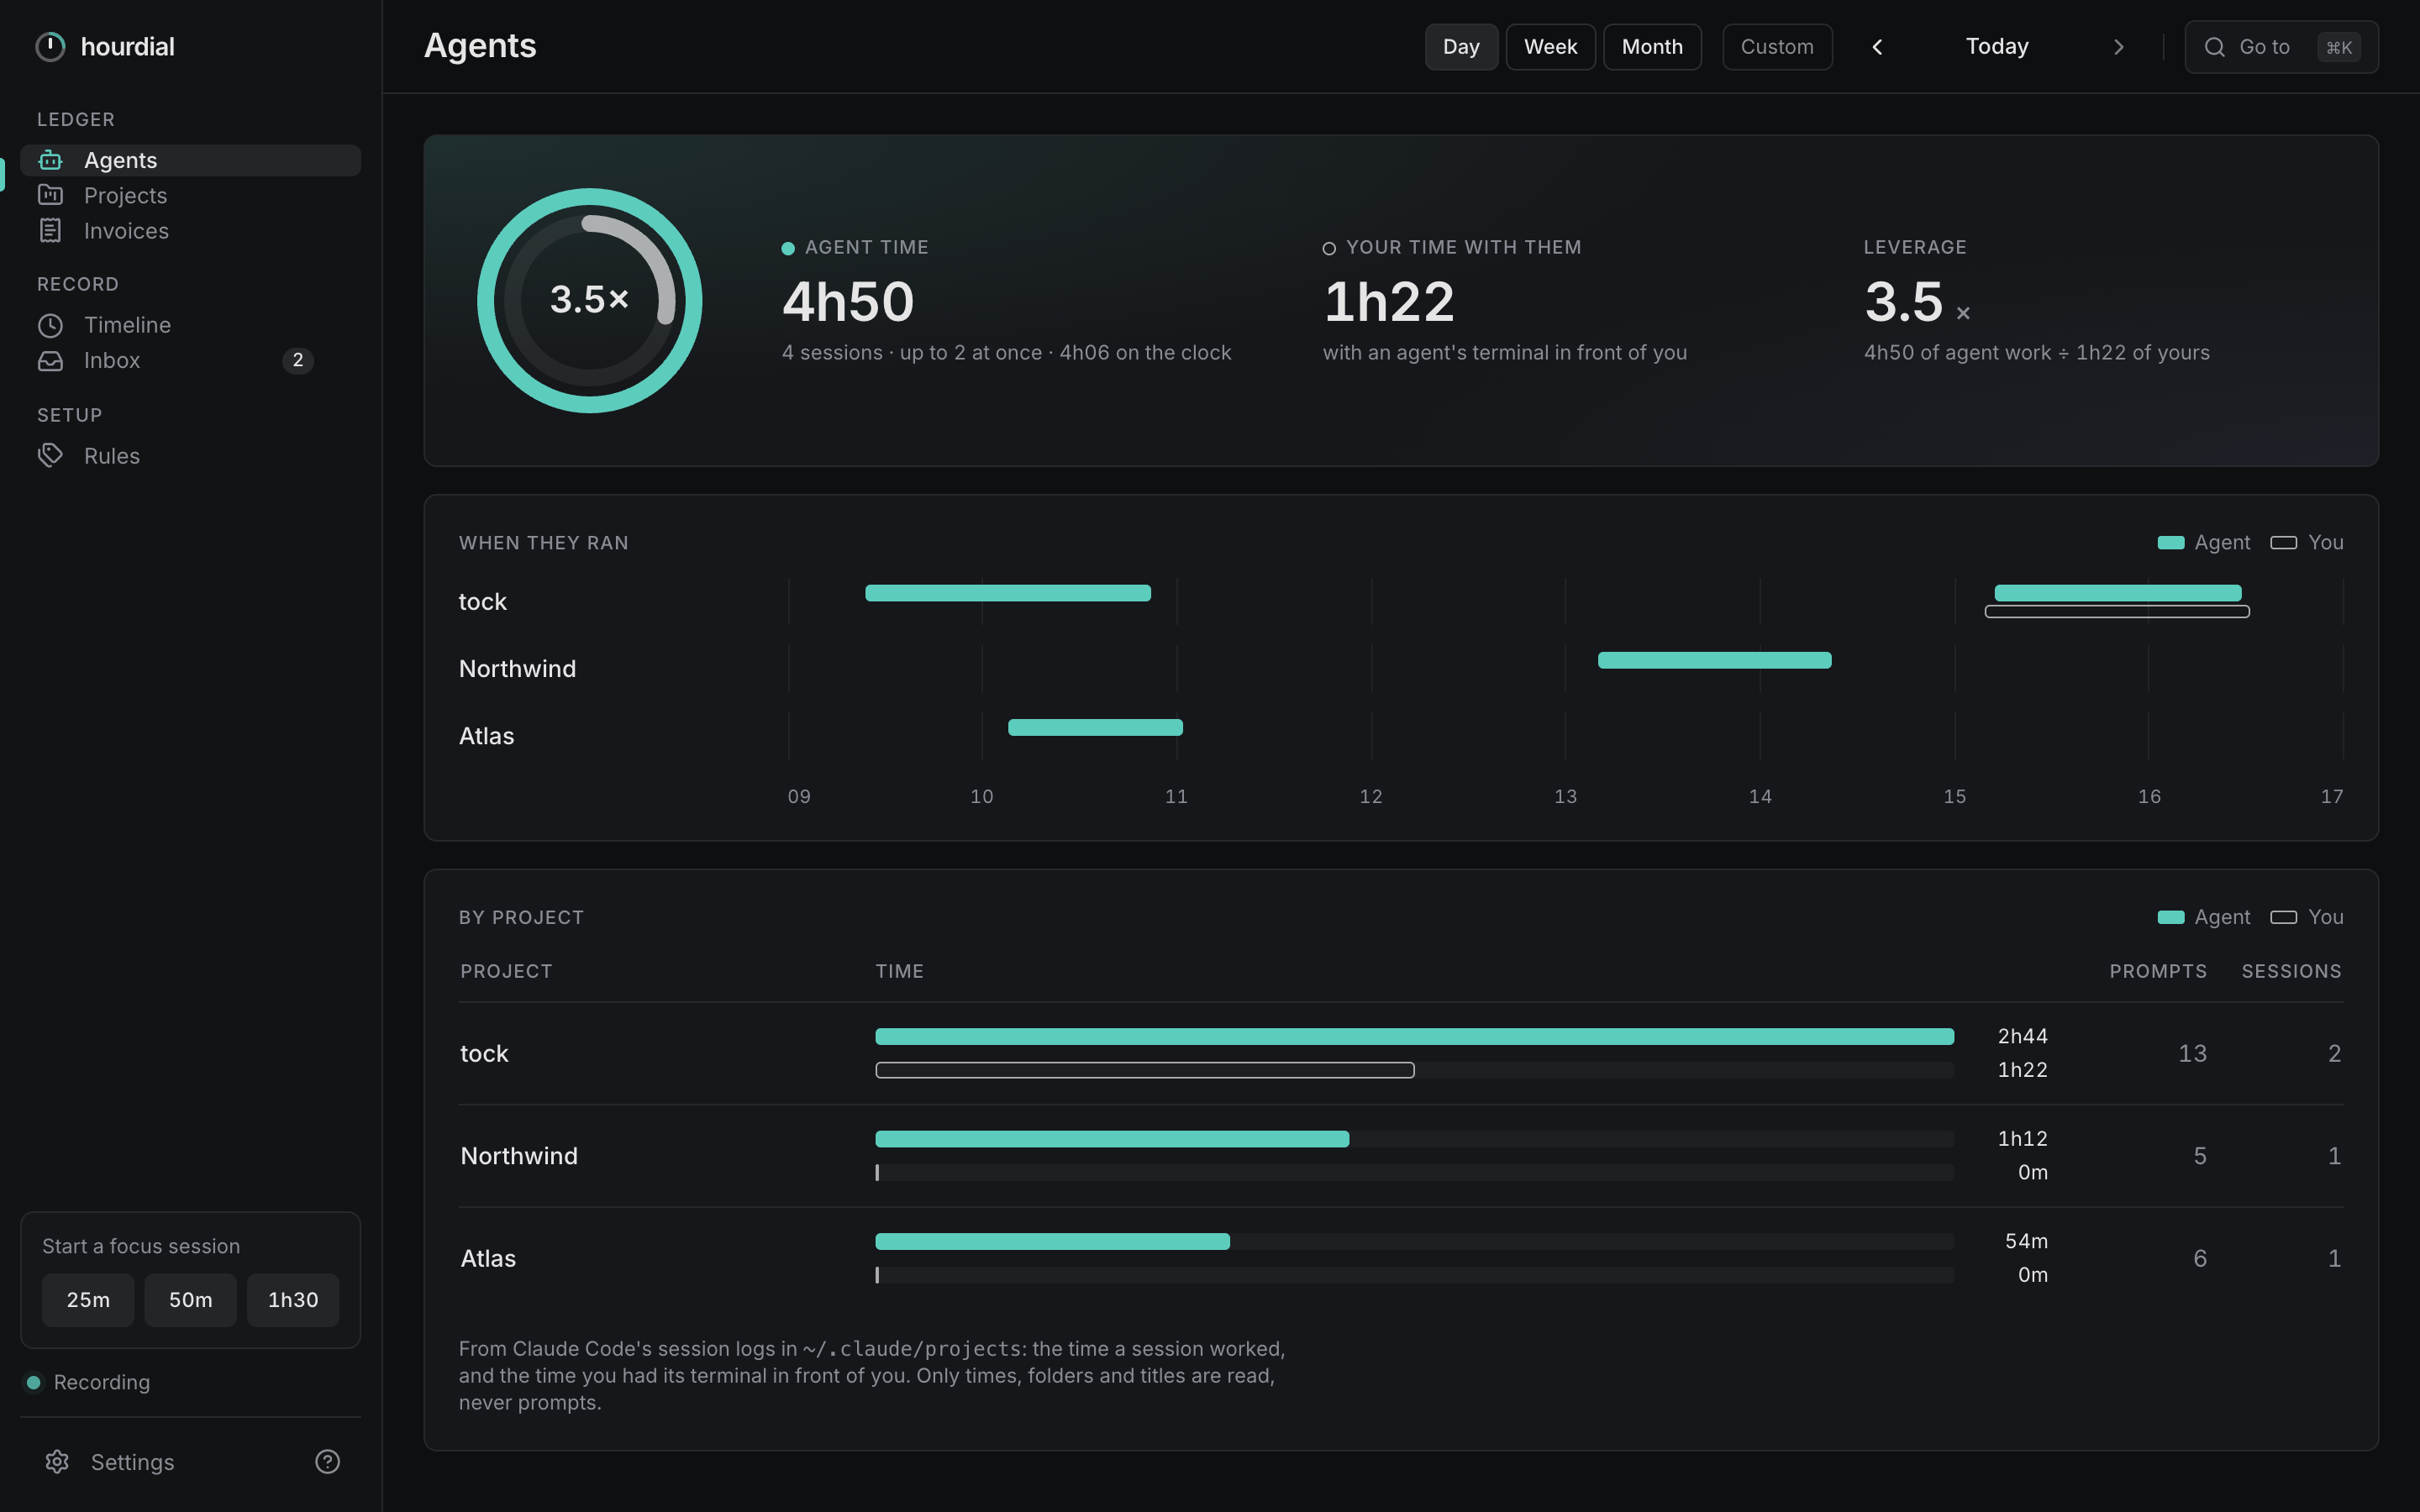 hourdial
LEDGER
Agents
Projects
Invoices
RECORD
Timeline
Inbox 2
SETUP
Rules
Start a focus session
25m 50m 1h30
Recording
Settings
Agents
Day Week Month Custom Today Go to ⌘K
3.5×
AGENT TIME
4h50
4 sessions · up to 2 at once · 4h06 on the clock
YOUR TIME WITH THEM
1h22
with an agent's terminal in front of you
LEVERAGE
3.5 ×
4h50 of agent work ÷ 1h22 of yours
WHEN THEY RAN Agent You
tock
Northwind
Atlas
09 10 11 12 13 14 15 16 17
BY PROJECT Agent You
PROJECT TIME PROMPTS SESSIONS
tock 2h44 13 2
1h22
Northwind 1h12 5 1
0m
Atlas 54m 6 1
0m
From Claude Code's session logs in ~/.claude/projects: the time a session worked,
and the time you had its terminal in front of you. Only times, folders and titles are read,
never prompts.